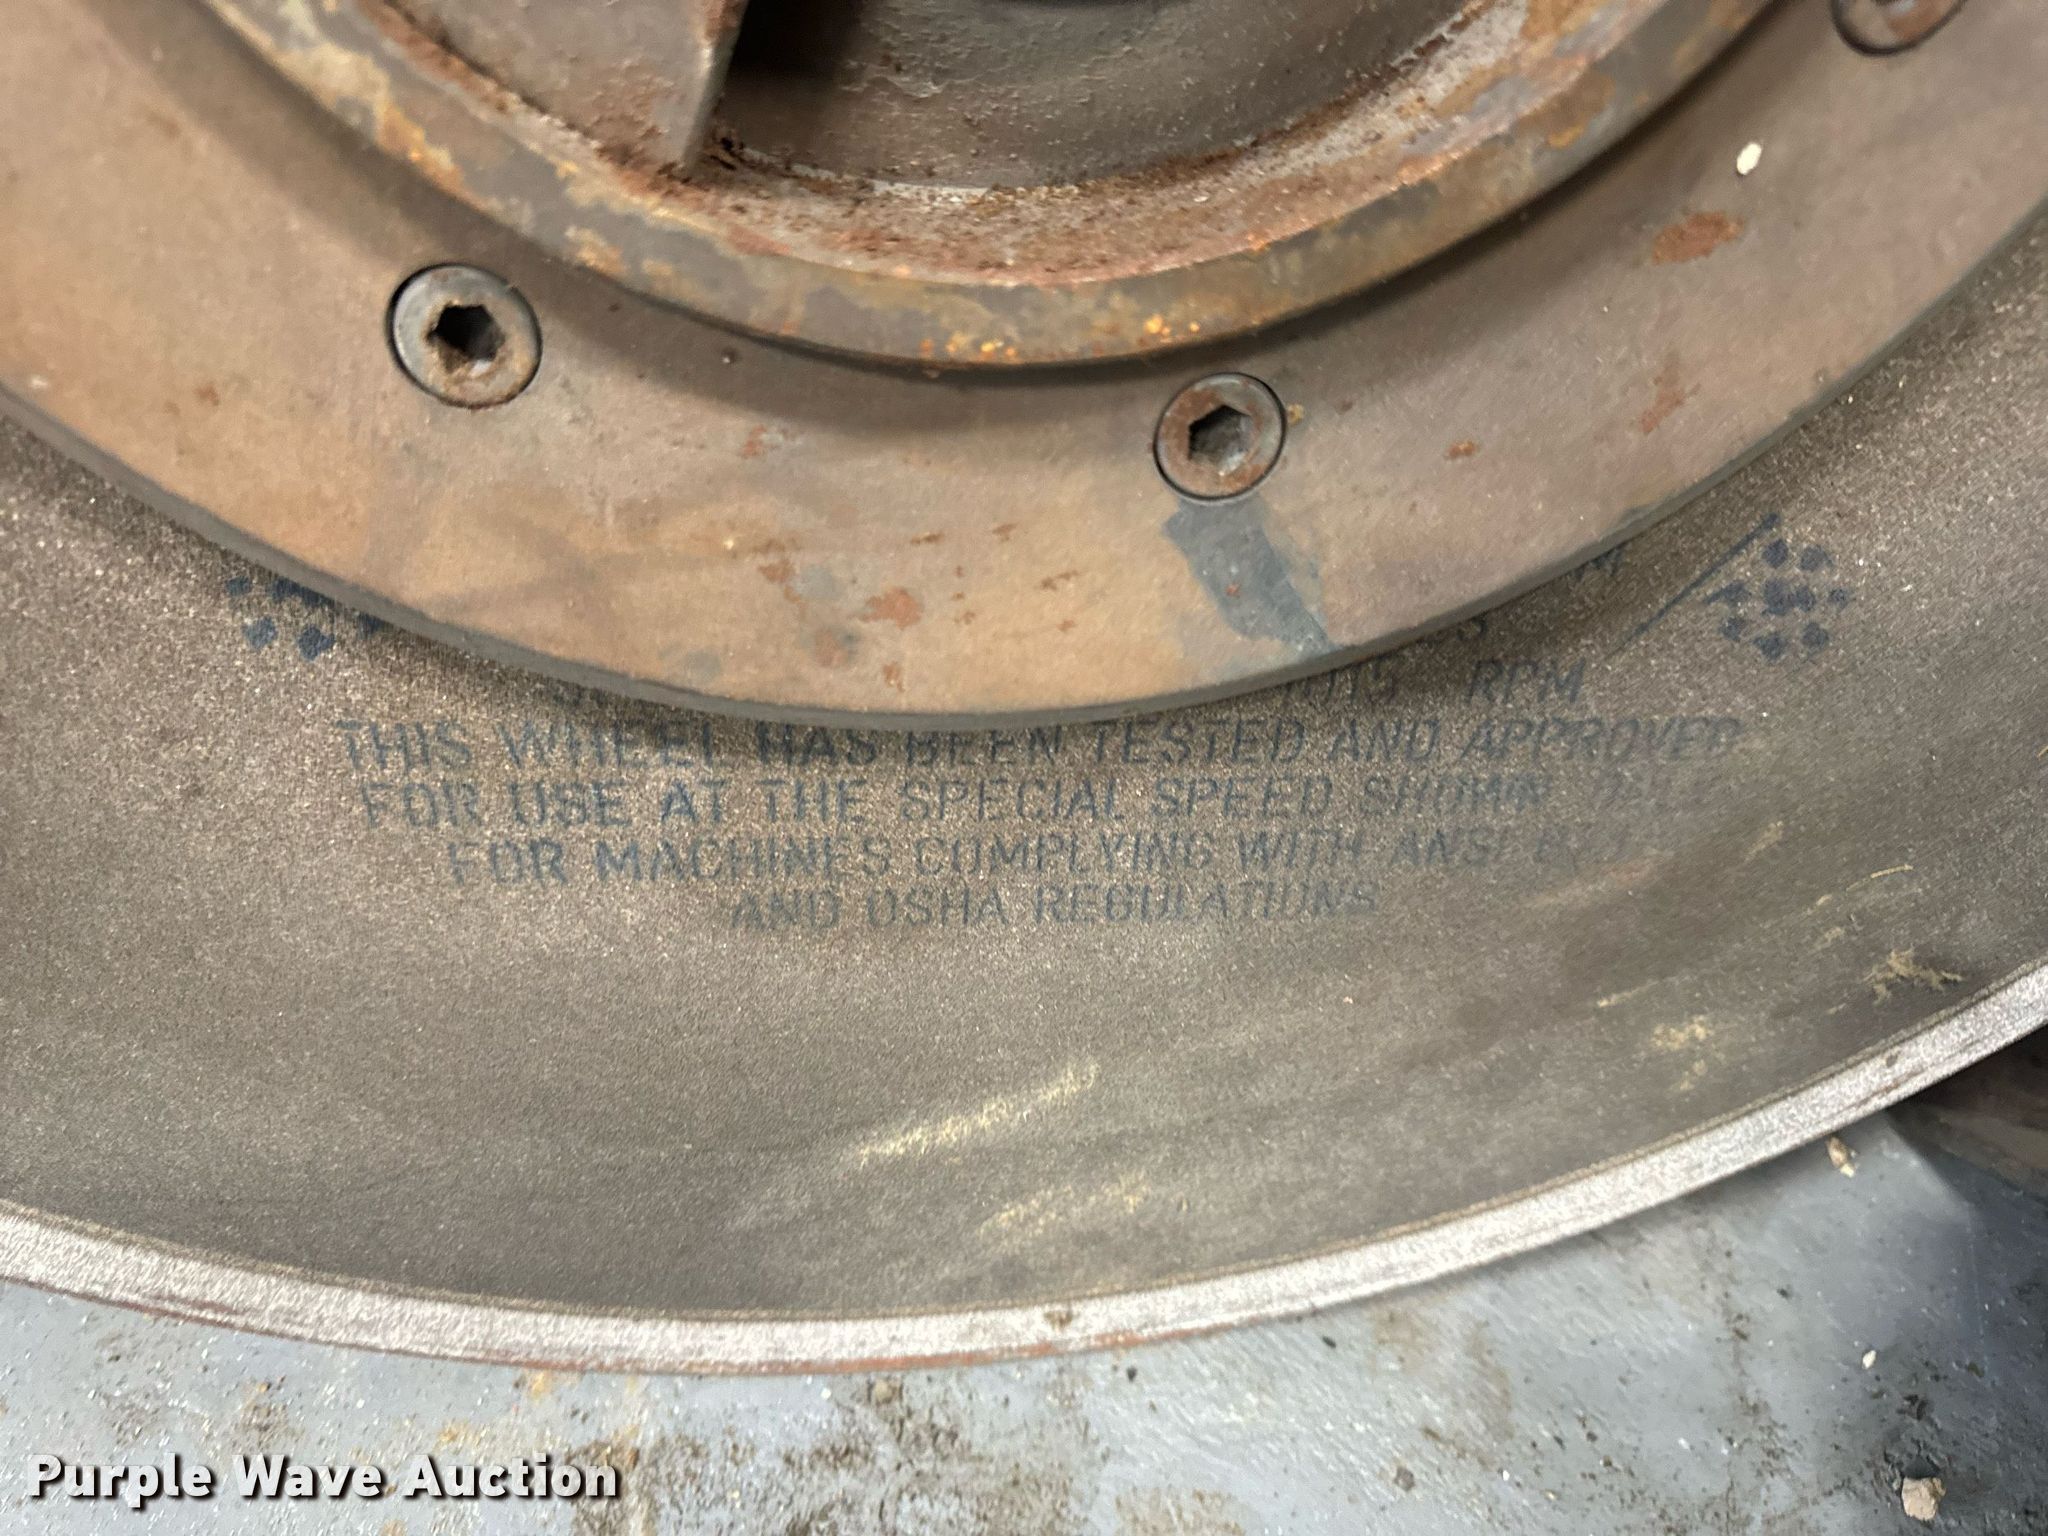 RPM
THIS WHEEL HAS BEEN TESTED AND APPROVED
FOR USE AT THE SPECIAL SPEED SHOWN
FOR MACHINES COMPLYING WITH ANSI
AND OSHA REGULATIONS
Purple Wave Auction